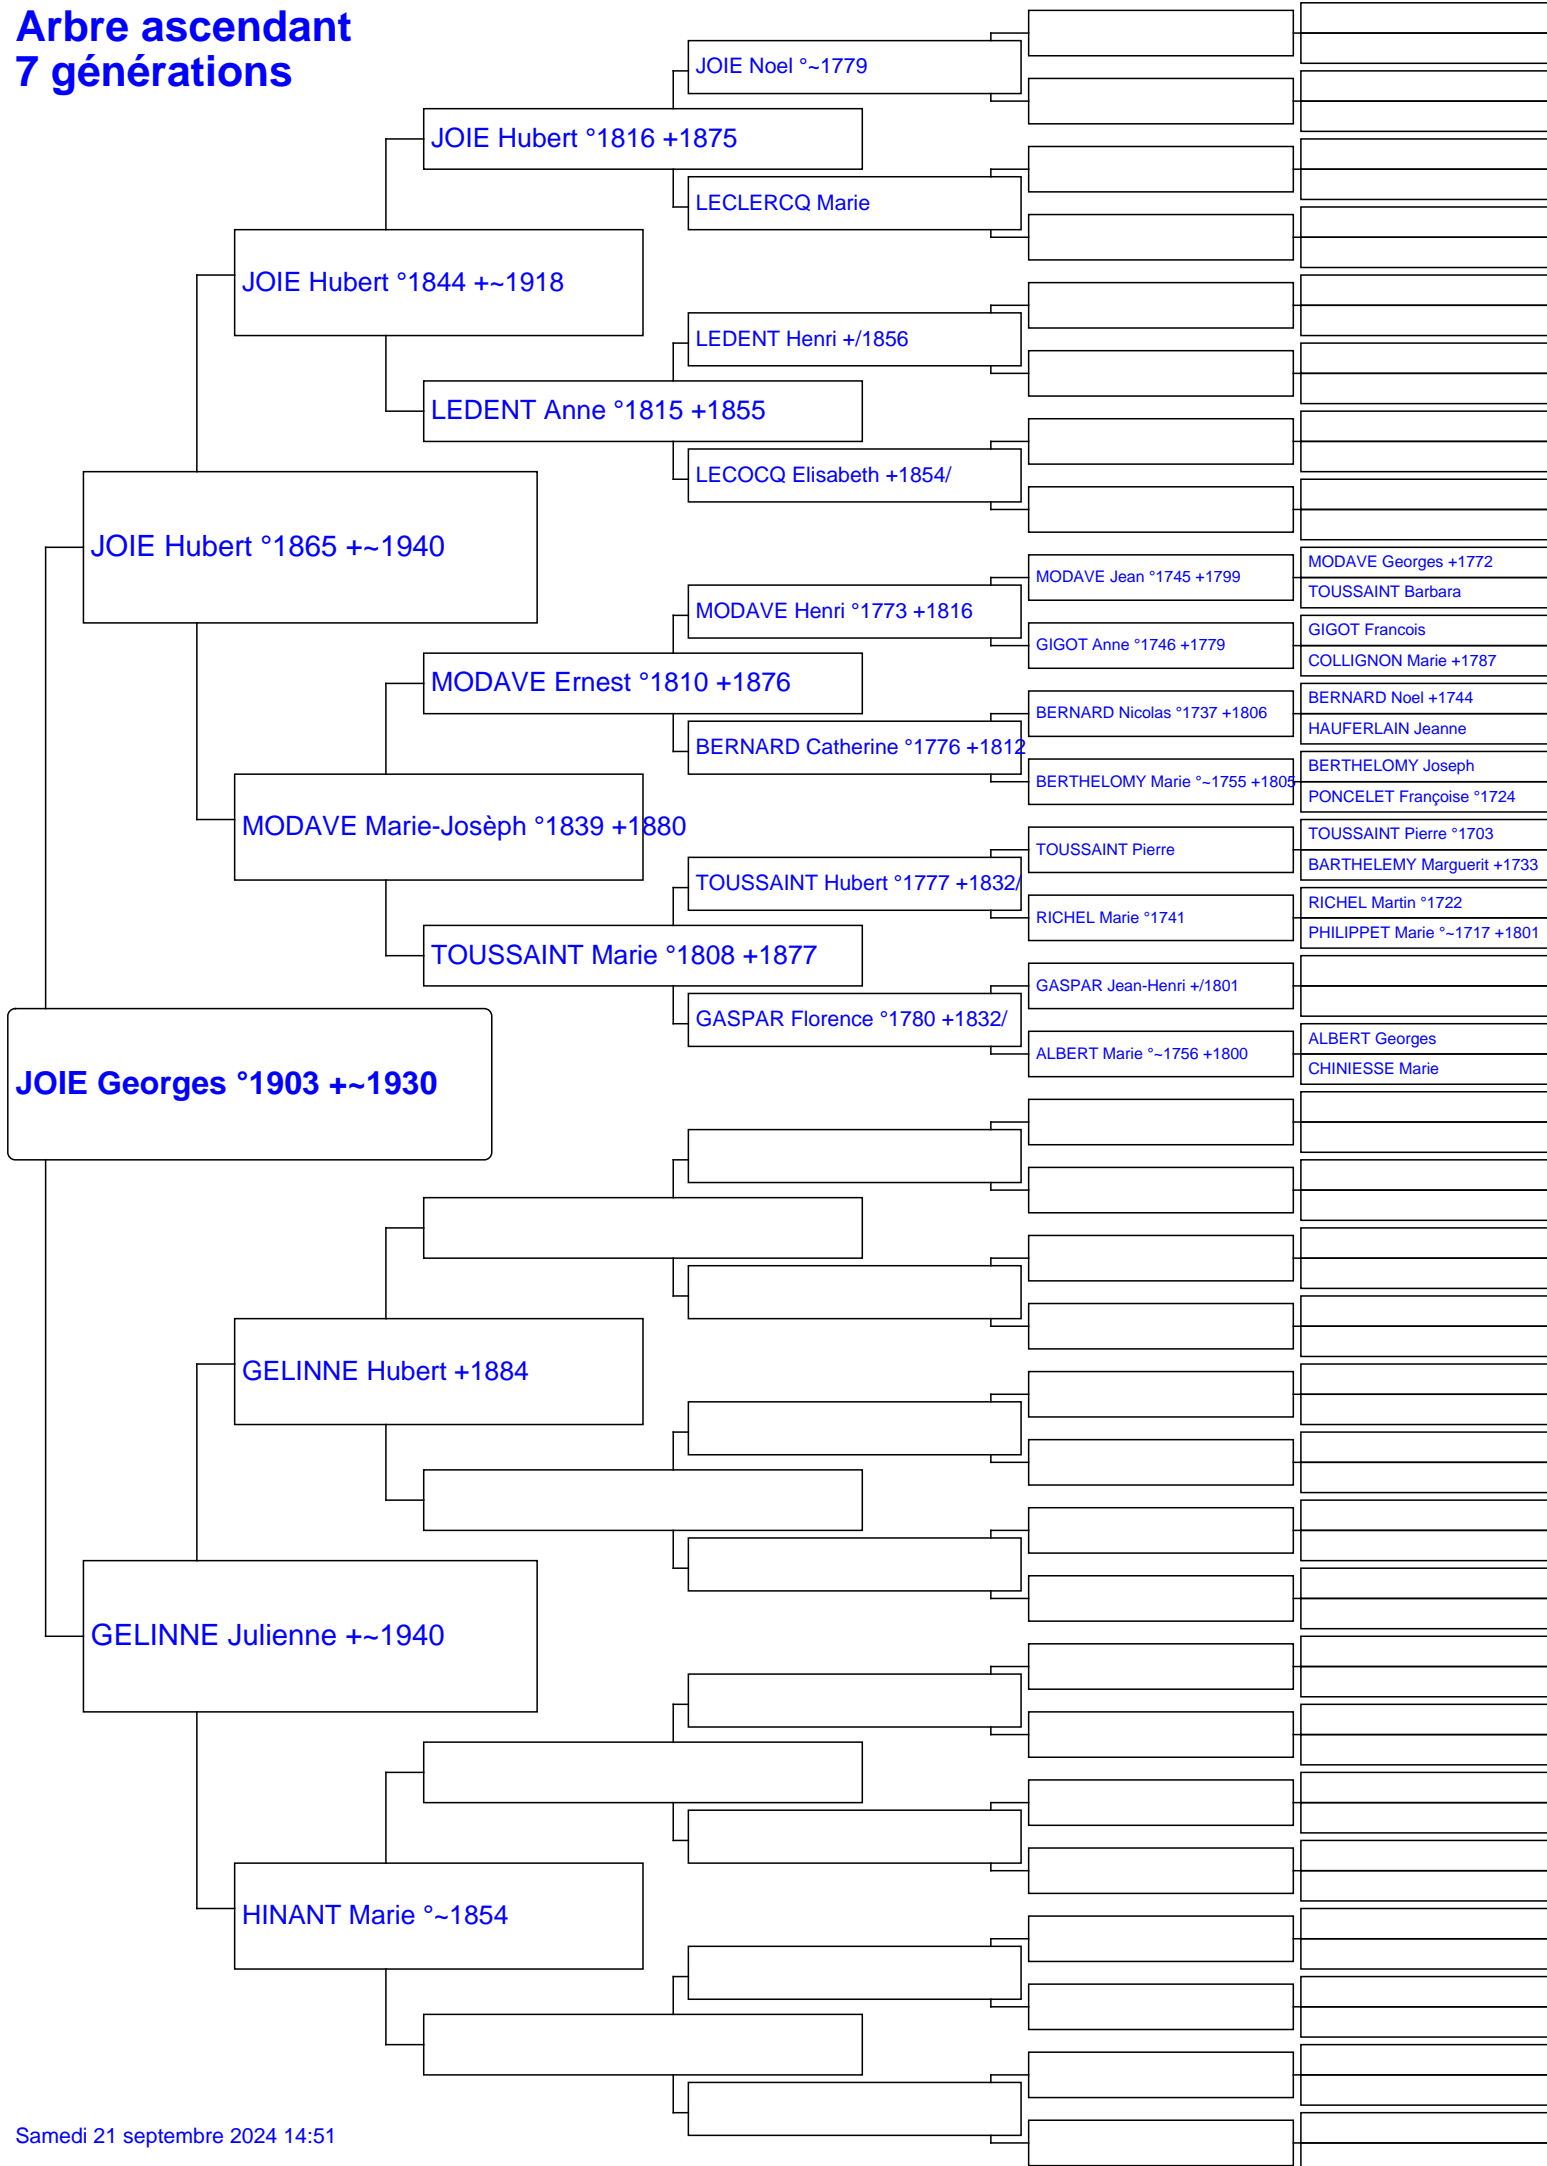 Arbre ascendant
7 générations
JOIE Noel °~1779
JOIE Hubert °1816 +1875
LECLERCQ Marie
JOIE Hubert °1844 +~1918
LEDENT Henri +/1856
LEDENT Anne °1815 +1855
LECOCQ Elisabeth +1854/
JOIE Hubert °1865 +~1940
MODAVE Georges +1772
MODAVE Jean °1745 +1799
TOUSSAINT Barbara
MODAVE Henri °1773 +1816
GIGOT Francois
GIGOT Anne °1746 +1779
COLLIGNON Marie +1787
MODAVE Ernest °1810 +1876
BERNARD Noel +1744
BERNARD Nicolas °1737 +1806
HAUFERLAIN Jeanne
BERNARD Catherine °1776 +1812
BERTHELOMY Joseph
BERTHELOMY Marie °~1755 +1805
PONCELET Françoise °1724
MODAVE Marie-Josèph °1839 +1880
TOUSSAINT Pierre °1703
TOUSSAINT Pierre
BARTHELEMY Marguerit +1733
TOUSSAINT Hubert °1777 +1832/
RICHEL Martin °1722
RICHEL Marie °1741
PHILIPPET Marie °~1717 +1801
TOUSSAINT Marie °1808 +1877
GASPAR Jean-Henri +/1801
GASPAR Florence °1780 +1832/
ALBERT Georges
ALBERT Marie °~1756 +1800
CHINIESSE Marie
JOIE Georges °1903 +~1930
GELINNE Hubert +1884
GELINNE Julienne +~1940
HINANT Marie °~1854
Samedi 21 septembre 2024 14:51